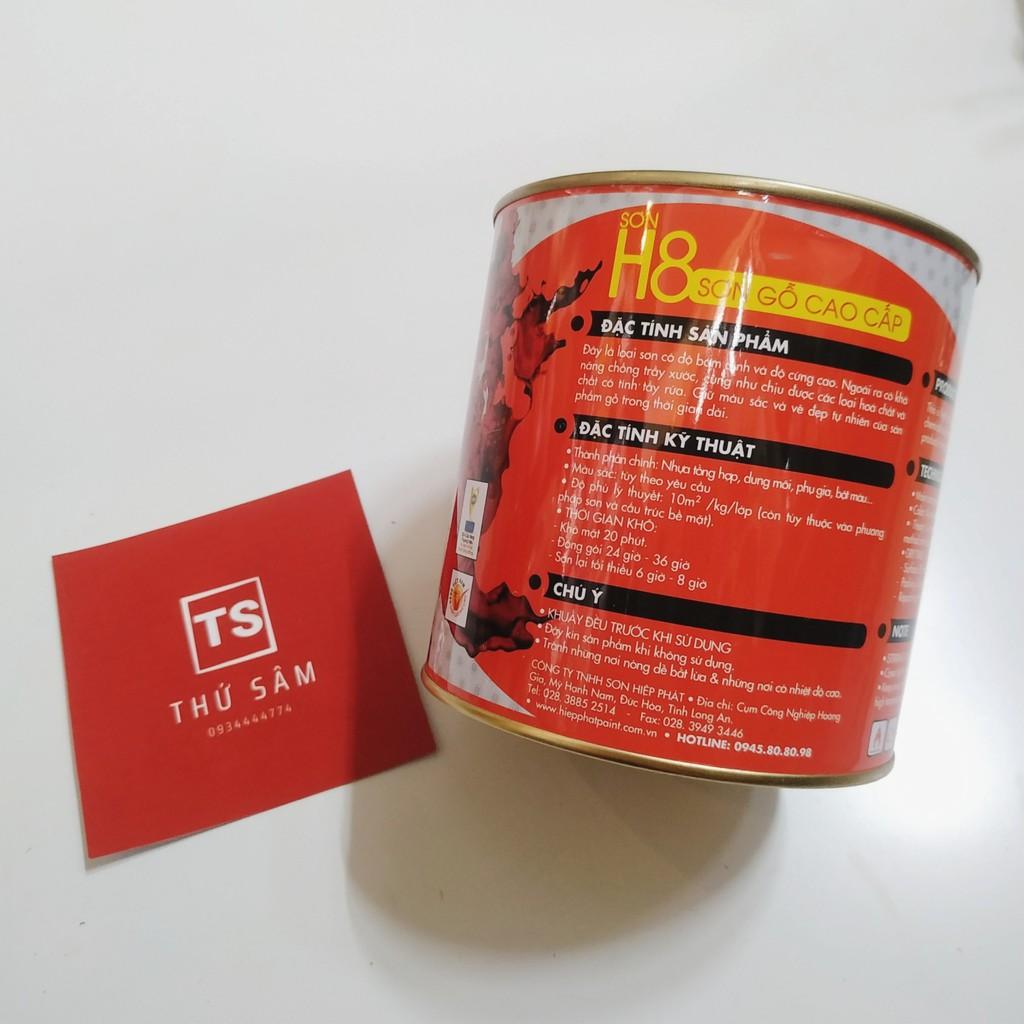 SƠN
H8
SƠN GỖ CAO CẤP
ĐẶC TÍNH SẢN PHẨM
Đây là loại sơn có độ bám dính và độ cứng cao. Ngoài ra có khả
năng chống trầy xước, cũng như chịu được các loại hoá chất và
chất có tính tẩy rửa. Giữ màu sắc và vẻ đẹp tự nhiên của sản
phẩm gỗ trong thời gian dài.
ĐẶC TÍNH KỸ THUẬT
• Thành phần chính: Nhựa tổng hợp, dung môi, phụ gia, bột màu...
• Màu sắc: tùy theo yêu cầu
• Độ phủ lý thuyết: 10m² /kg/lớp (còn tùy thuộc vào phương
pháp sơn và cấu trúc bề mặt).
• THỜI GIAN KHÔ:
- Khô mặt 20 phút.
- Đóng gói 24 giờ - 36 giờ
- Sơn lại tối thiểu 6 giờ - 8 giờ
CHÚ Ý
• KHUẤY ĐỀU TRƯỚC KHI SỬ DỤNG
• Đậy kín sản phẩm khi không sử dụng.
• Tránh những nơi nóng dễ bắt lửa & những nơi có nhiệt độ cao.
CÔNG TY TNHH SƠN HIỆP PHÁT • Địa chỉ: Cụm Công Nghiệp Hoàng
Gia, Mỹ Hạnh Nam, Đức Hòa, Tỉnh Long An.
Tel: 028. 3885 2514 - Fax: 028. 3949 3446
• www.hiepphatpaint.com.vn • HOTLINE: 0945.80.80.98
NOTE
TS
THỨ SÂM
0934444774